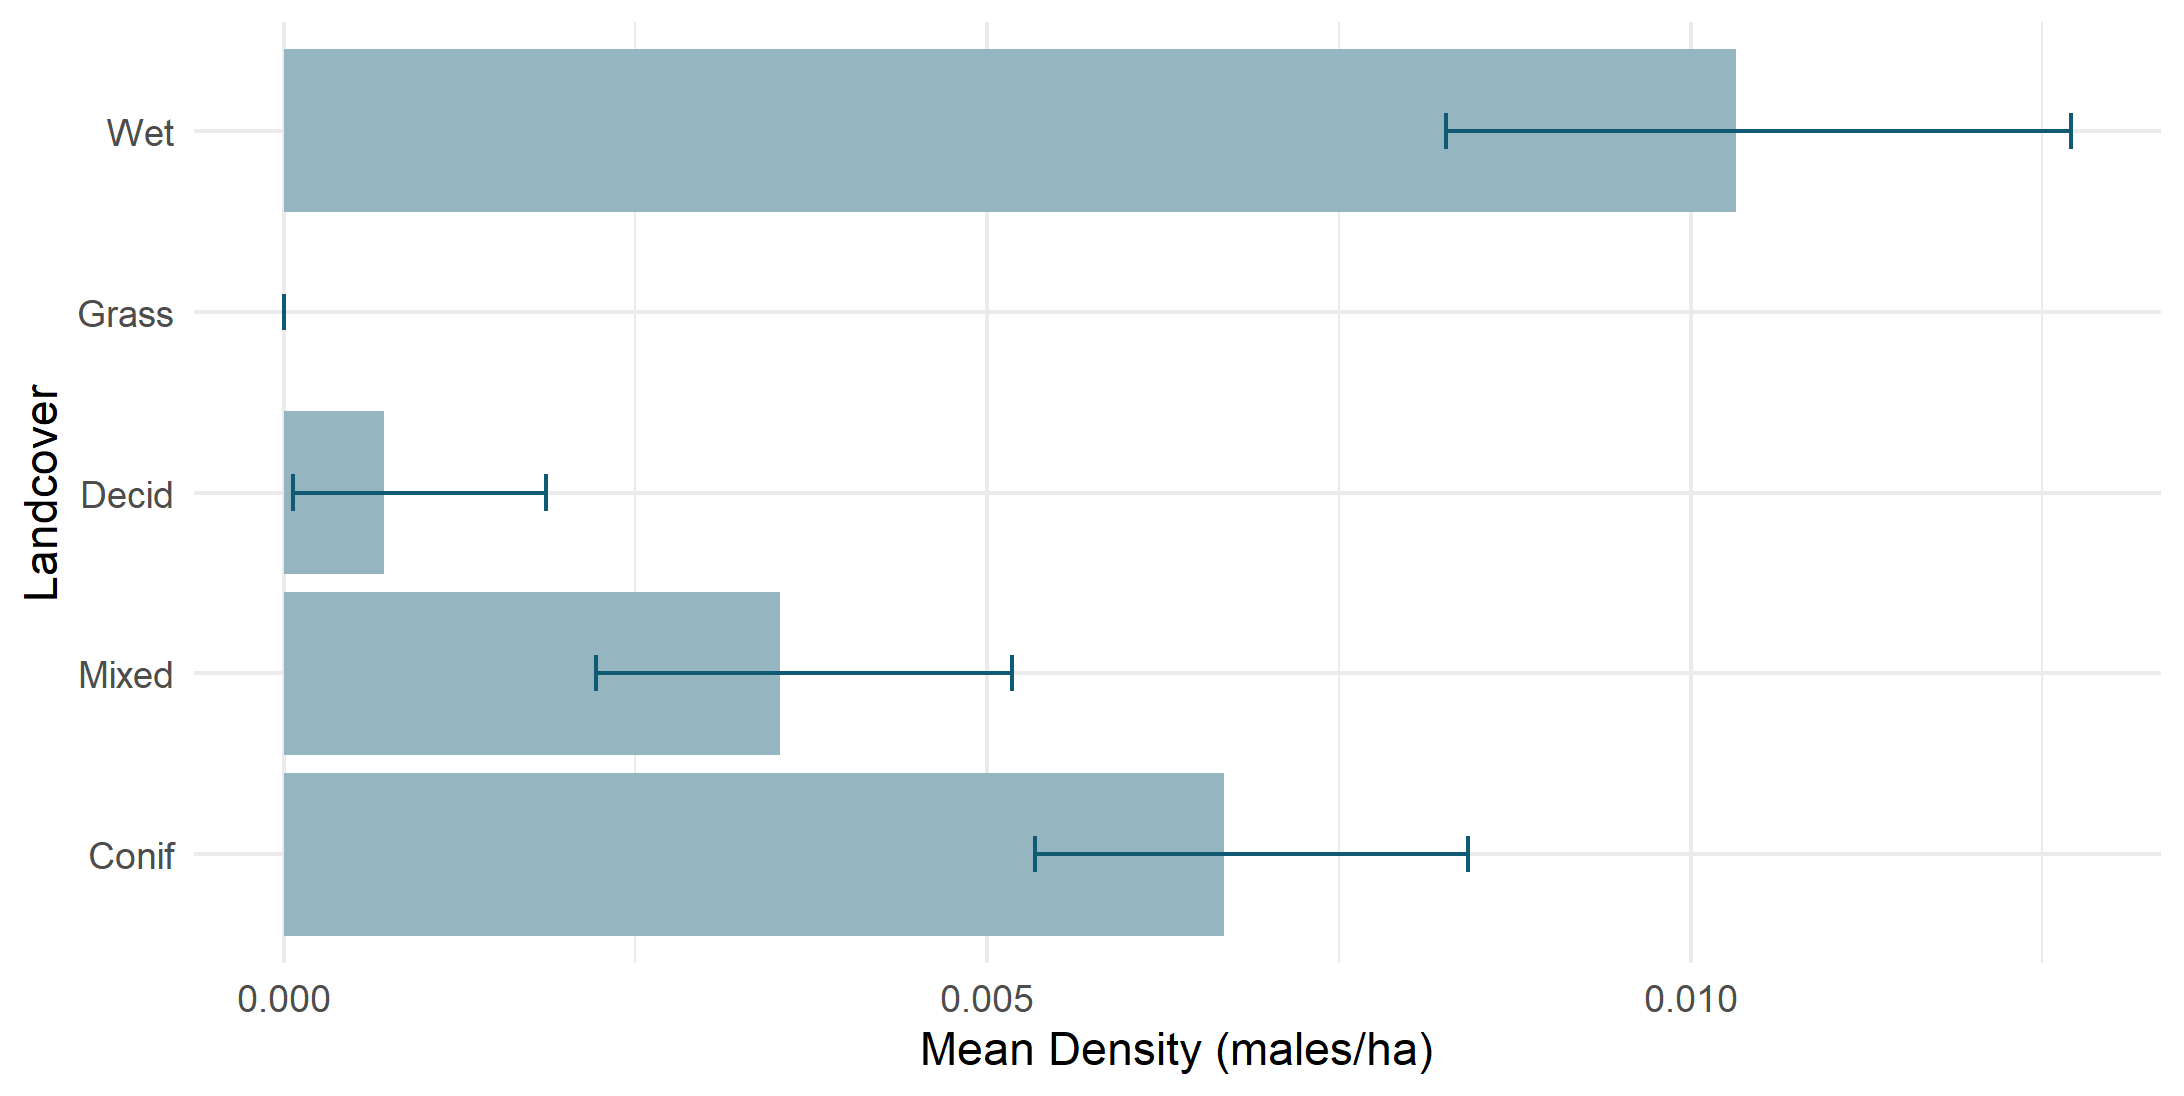 Landcover
Wet
Grass
Decid
Mixed
Conif
0.000
0.005
0.010
Mean Density (males/ha)